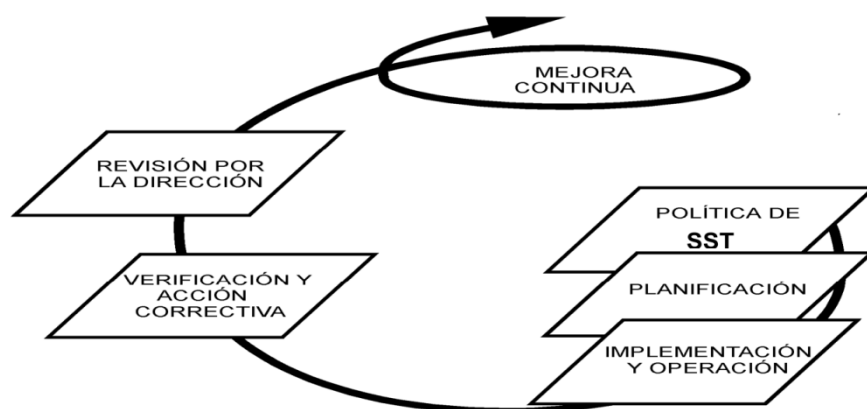 MEJORA
CONTINUA
REVISIÓN POR
LA DIRECCIÓN
POLÍTICA DE
SST
VERIFICACIÓN Y
ACCIÓN
CORRECTIVA
PLANIFICACIÓN
IMPLEMENTACIÓN
Y OPERACIÓN